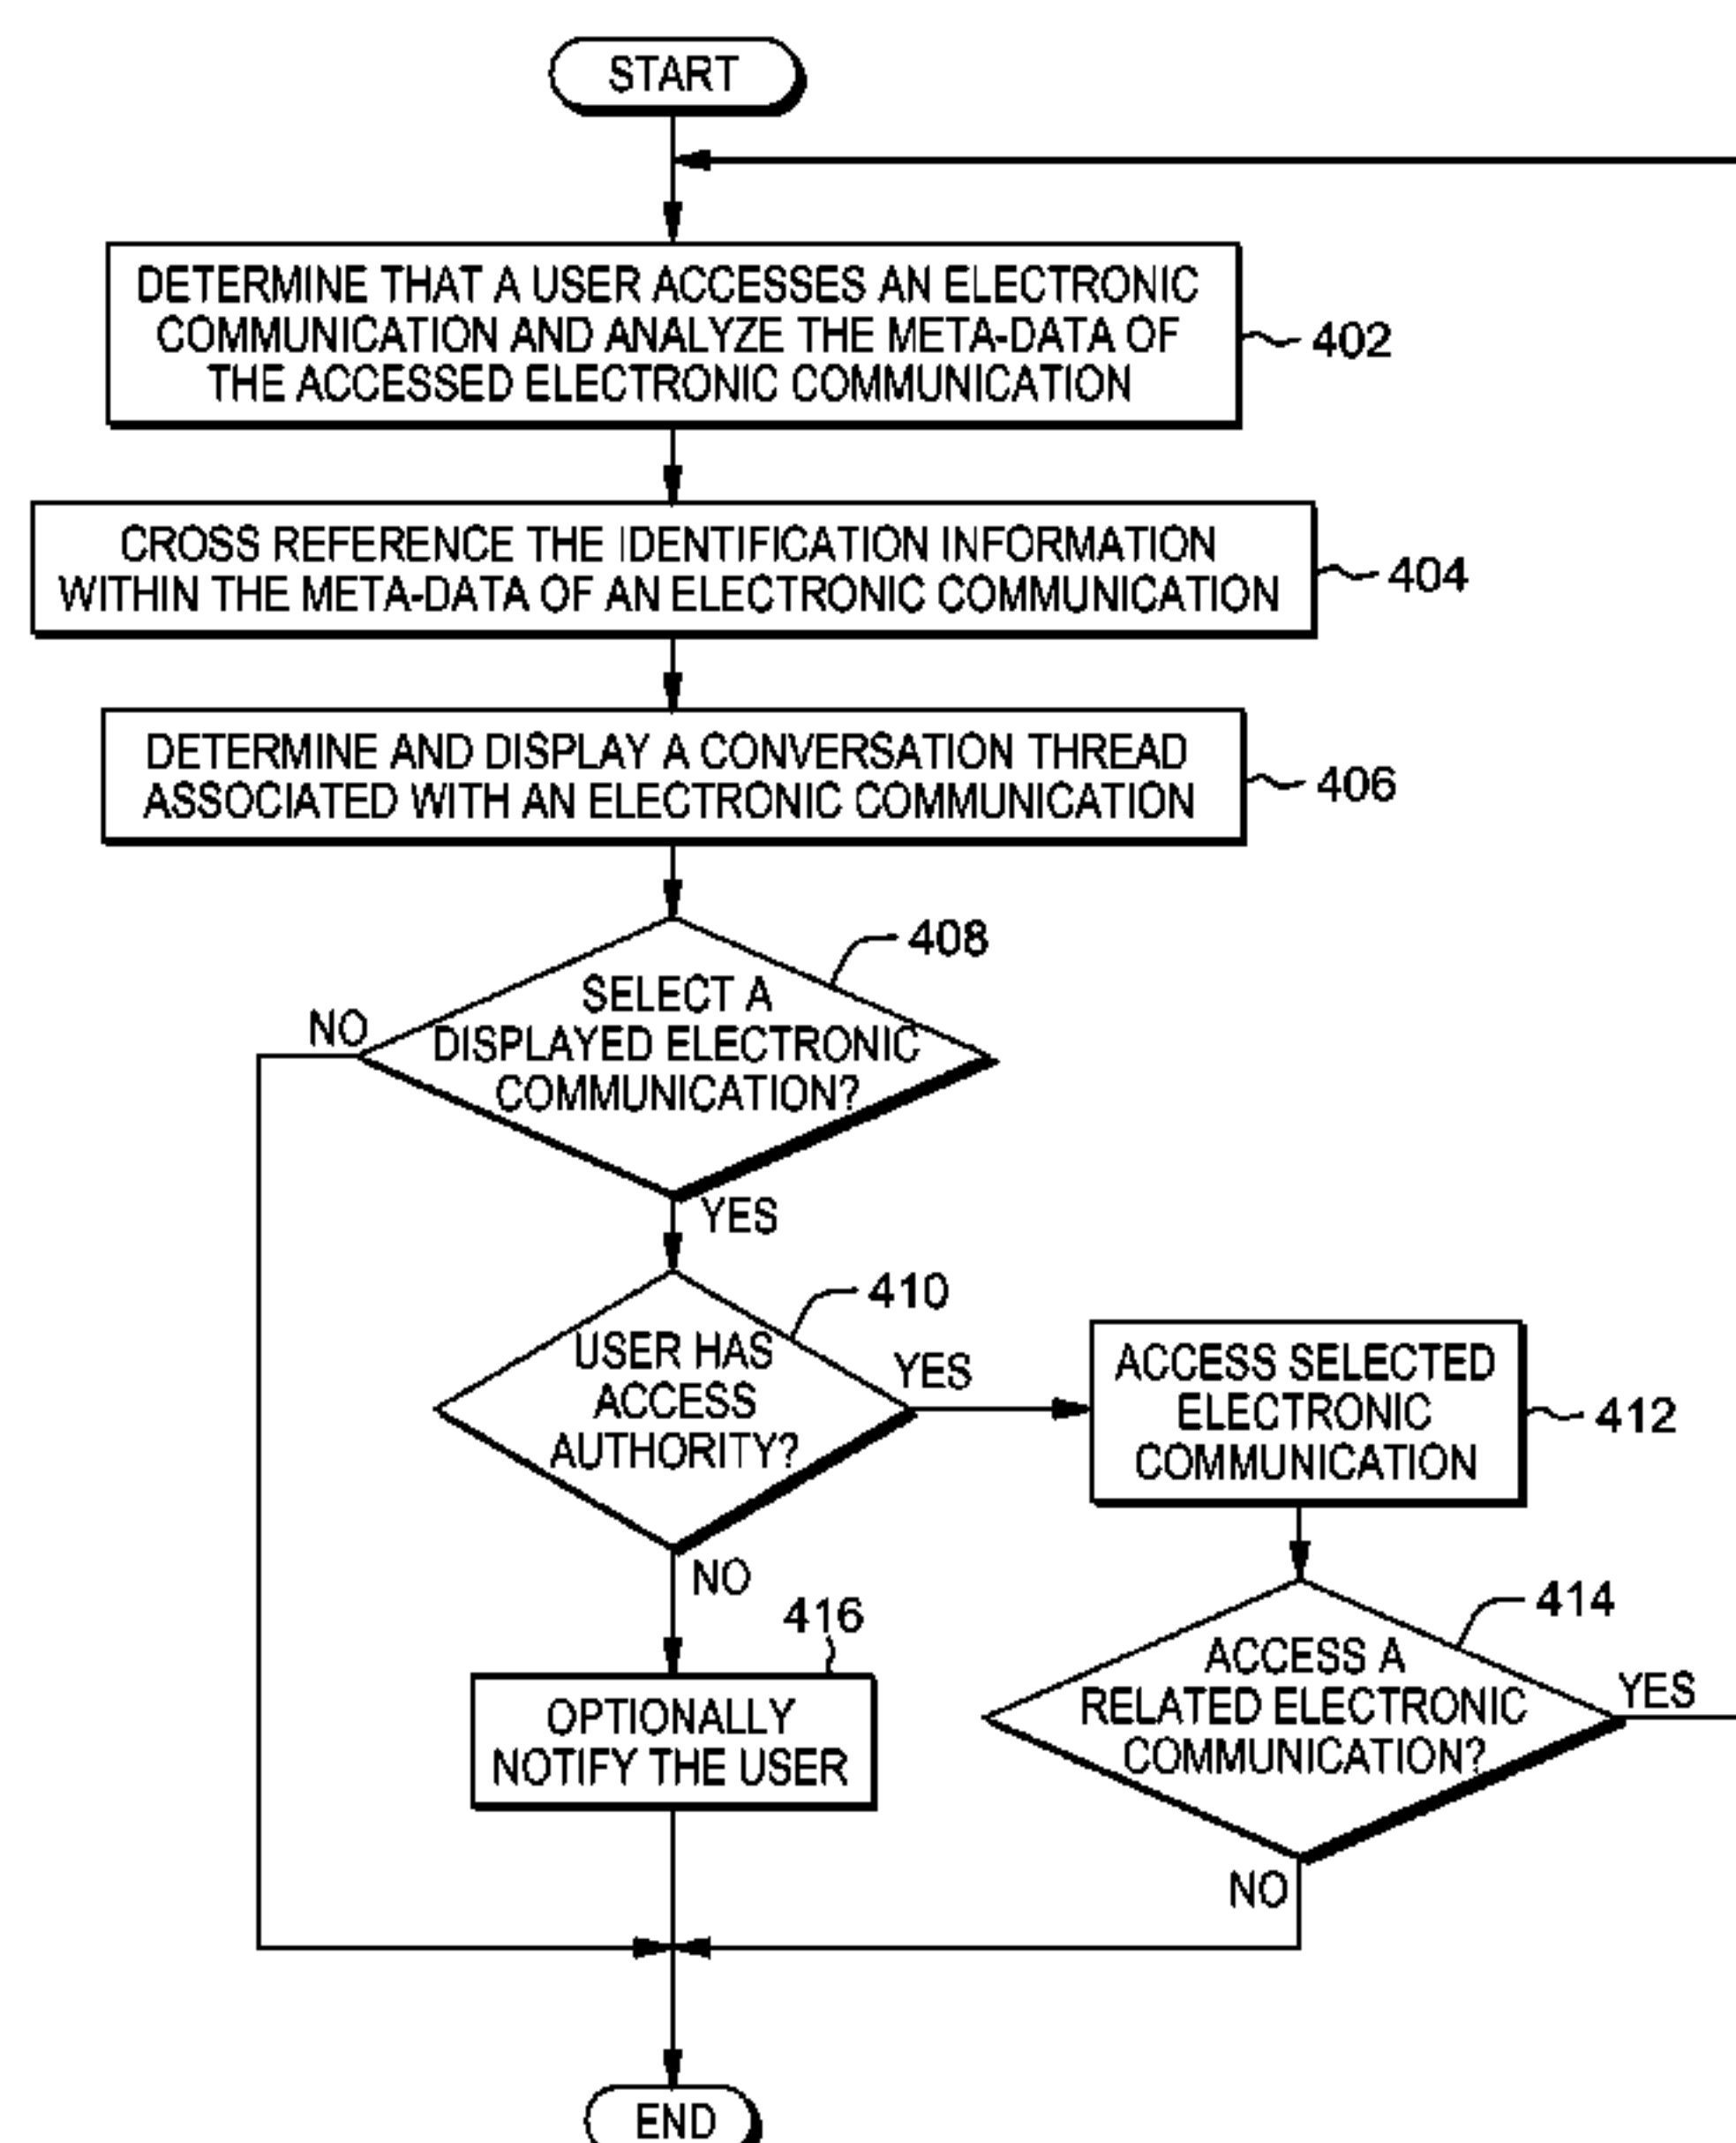 START
DETERMINE THAT A USER ACCESSES AN ELECTRONIC
COMMUNICATION AND ANALYZE THE META-DATA OF
THE ACCESSED ELECTRONIC COMMUNICATION
402
CROSS REFERENCE THE IDENTIFICATION INFORMATION
WITHIN THE META-DATA OF AN ELECTRONIC COMMUNICATION
404
DETERMINE AND DISPLAY A CONVERSATION THREAD
ASSOCIATED WITH AN ELECTRONIC COMMUNICATION
406
408
SELECT A
DISPLAYED ELECTRONIC
COMMUNICATION?
NO
YES
410
USER HAS
ACCESS
AUTHORITY?
YES
ACCESS SELECTED
ELECTRONIC
COMMUNICATION
412
NO
416
OPTIONALLY
NOTIFY THE USER
414
ACCESS A
RELATED ELECTRONIC
COMMUNICATION?
YES
NO
END